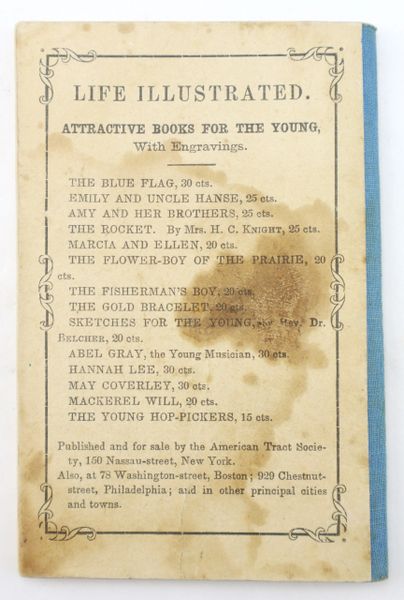 LIFE ILLUSTRATED.
ATTRACTIVE BOOKS FOR THE YOUNG,
With Engravings.
THE BLUE FLAG, 30 cts.
EMILY AND UNCLE HANSE, 25 cts.
AMY AND HER BROTHERS, 25 cts.
THE ROCKET. By Mrs. H. C. KNIGHT, 25 cts.
MARCIA AND ELLEN, 20 cts.
THE FLOWER-BOY OF THE PRAIRIE, 20
cts.
THE FISHERMAN'S BOY, 20 cts.
THE GOLD BRACELET, 20 cts.
SKETCHES FOR THE YOUNG, by Rev. Dr.
BELCHER, 20 cts.
ABEL GRAY, the Young Musician, 30 cts.
HANNAH LEE, 30 cts.
MAY COVERLEY, 30 cts.
MACKEREL WILL, 20 cts.
THE YOUNG HOP-PICKERS, 15 cts.
Published and for sale by the American Tract Socie-
ty, 150 Nassau-street, New York.
Also, at 78 Washington-street, Boston; 929 Chestnut-
street, Philadelphia; and in other principal cities
and towns.